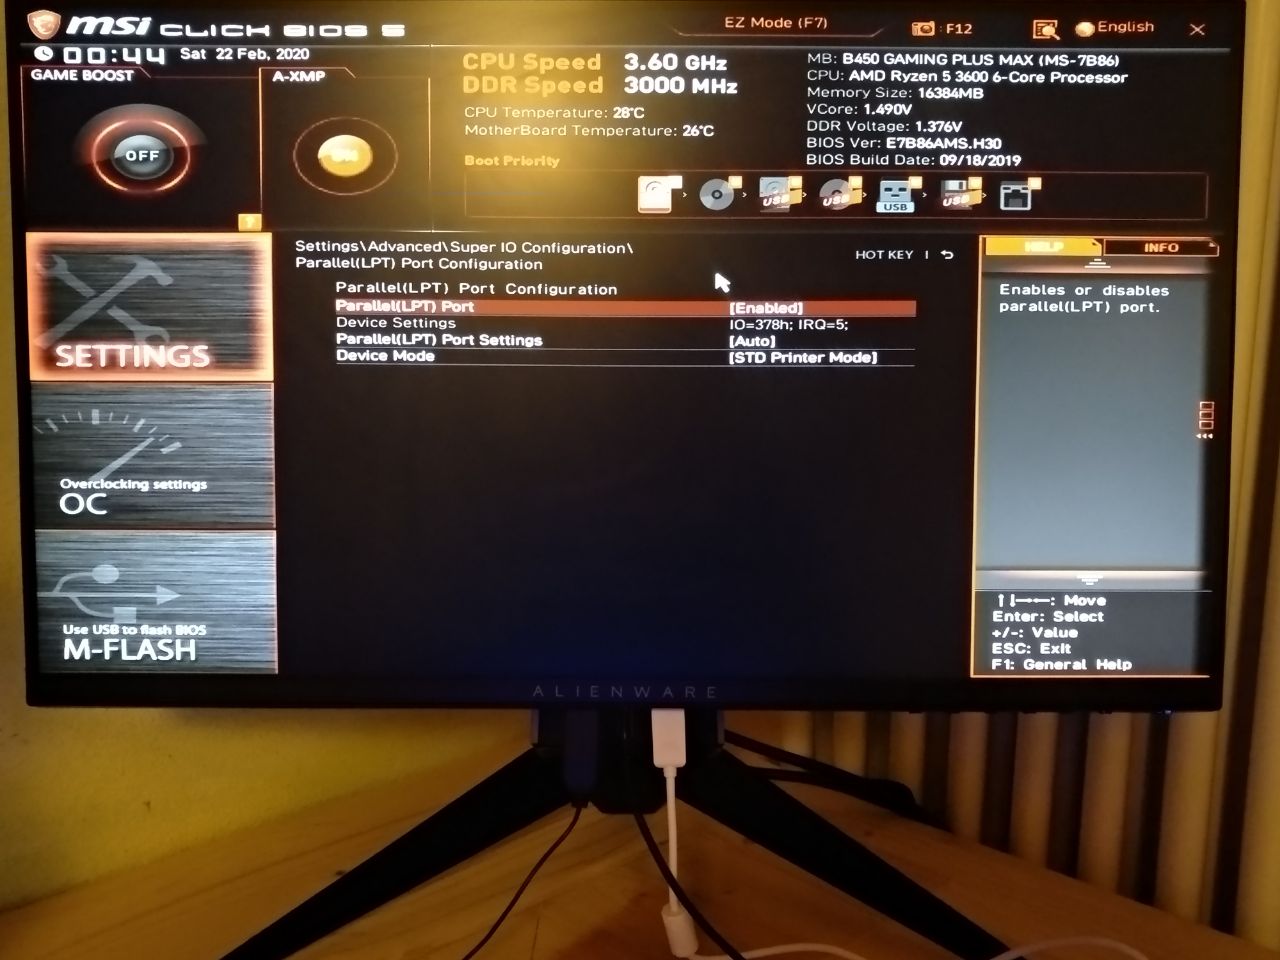 msi CLICK BIOS 5
EZ Mode (F7)
: F12
English
00:44 Sat 22 Feb, 2020
GAME BOOST
A-XMP
OFF
ON
?
CPU Speed 3.60 GHz
DDR Speed 3000 MHz
CPU Temperature: 28°C
MotherBoard Temperature: 26°C
MB: B450 GAMING PLUS MAX (MS-7B86)
CPU: AMD Ryzen 5 3600 6-Core Processor
Memory Size: 16384MB
VCore: 1.490V
DDR Voltage: 1.376V
BIOS Ver: E7B86AMS.H30
BIOS Build Date: 09/18/2019
Boot Priority
USB
USB
USB
USB
SETTINGS
Overclocking settings
OC
Use USB to flash BIOS
M-FLASH
Settings\Advanced\Super IO Configuration\
Parallel(LPT) Port Configuration
HOT KEY |
Parallel(LPT) Port Configuration
Parallel(LPT) Port [Enabled]
Device Settings IO=378h; IRQ=5;
Parallel(LPT) Port Settings [Auto]
Device Mode [STD Printer Mode]
HELP
INFO
Enables or disables
parallel(LPT) port.
↑↓→←: Move
Enter: Select
+/-: Value
ESC: Exit
F1: General Help
ALIENWARE